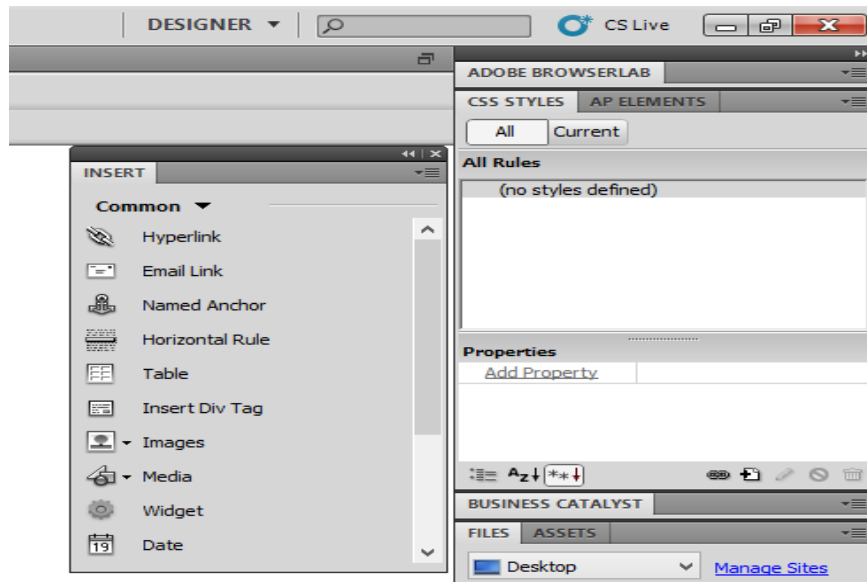 DESIGNER
CS Live
ADOBE BROWSERLAB
CSS STYLES AP ELEMENTS
All Current
All Rules
(no styles defined)
Properties
Add Property
BUSINESS CATALYST
FILES ASSETS
Desktop Manage Sites
INSERT
Common
Hyperlink
Email Link
Named Anchor
Horizontal Rule
Table
Insert Div Tag
Images
Media
Widget
19 Date